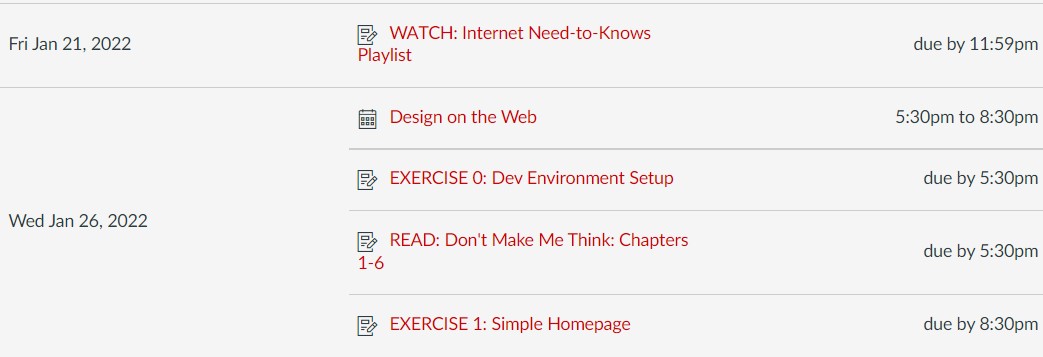 Fri Jan 21, 2022
WATCH: Internet Need-to-Knows
Playlist
due by 11:59pm
Wed Jan 26, 2022
Design on the Web
5:30pm to 8:30pm
EXERCISE 0: Dev Environment Setup
due by 5:30pm
READ: Don't Make Me Think: Chapters
1-6
due by 5:30pm
EXERCISE 1: Simple Homepage
due by 8:30pm